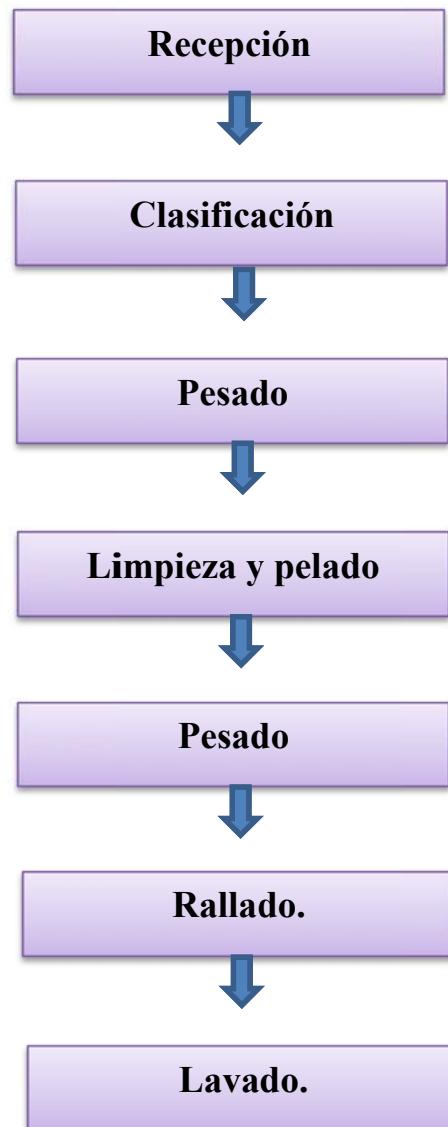 Recepción
Clasificación
Pesado
Limpieza y pelado
Pesado
Rallado.
Lavado.